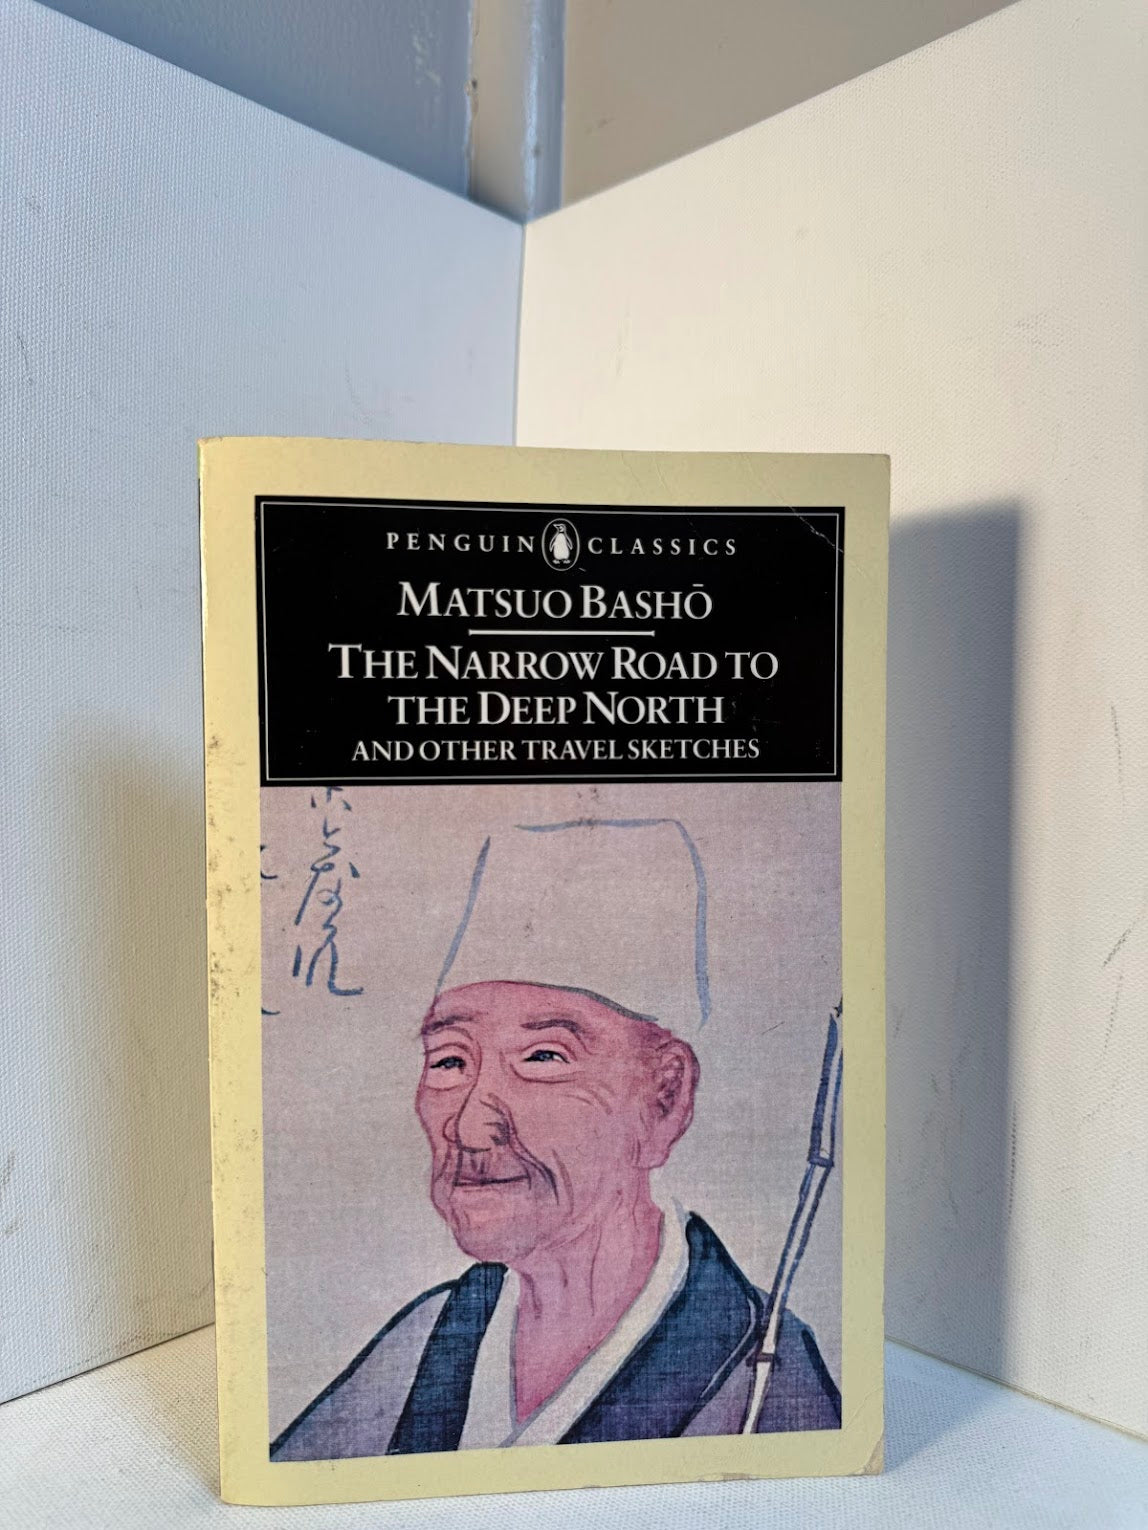 PENGUIN CLASSICS
MATSUO BASHŌ
THE NARROW ROAD TO
THE DEEP NORTH
AND OTHER TRAVEL SKETCHES